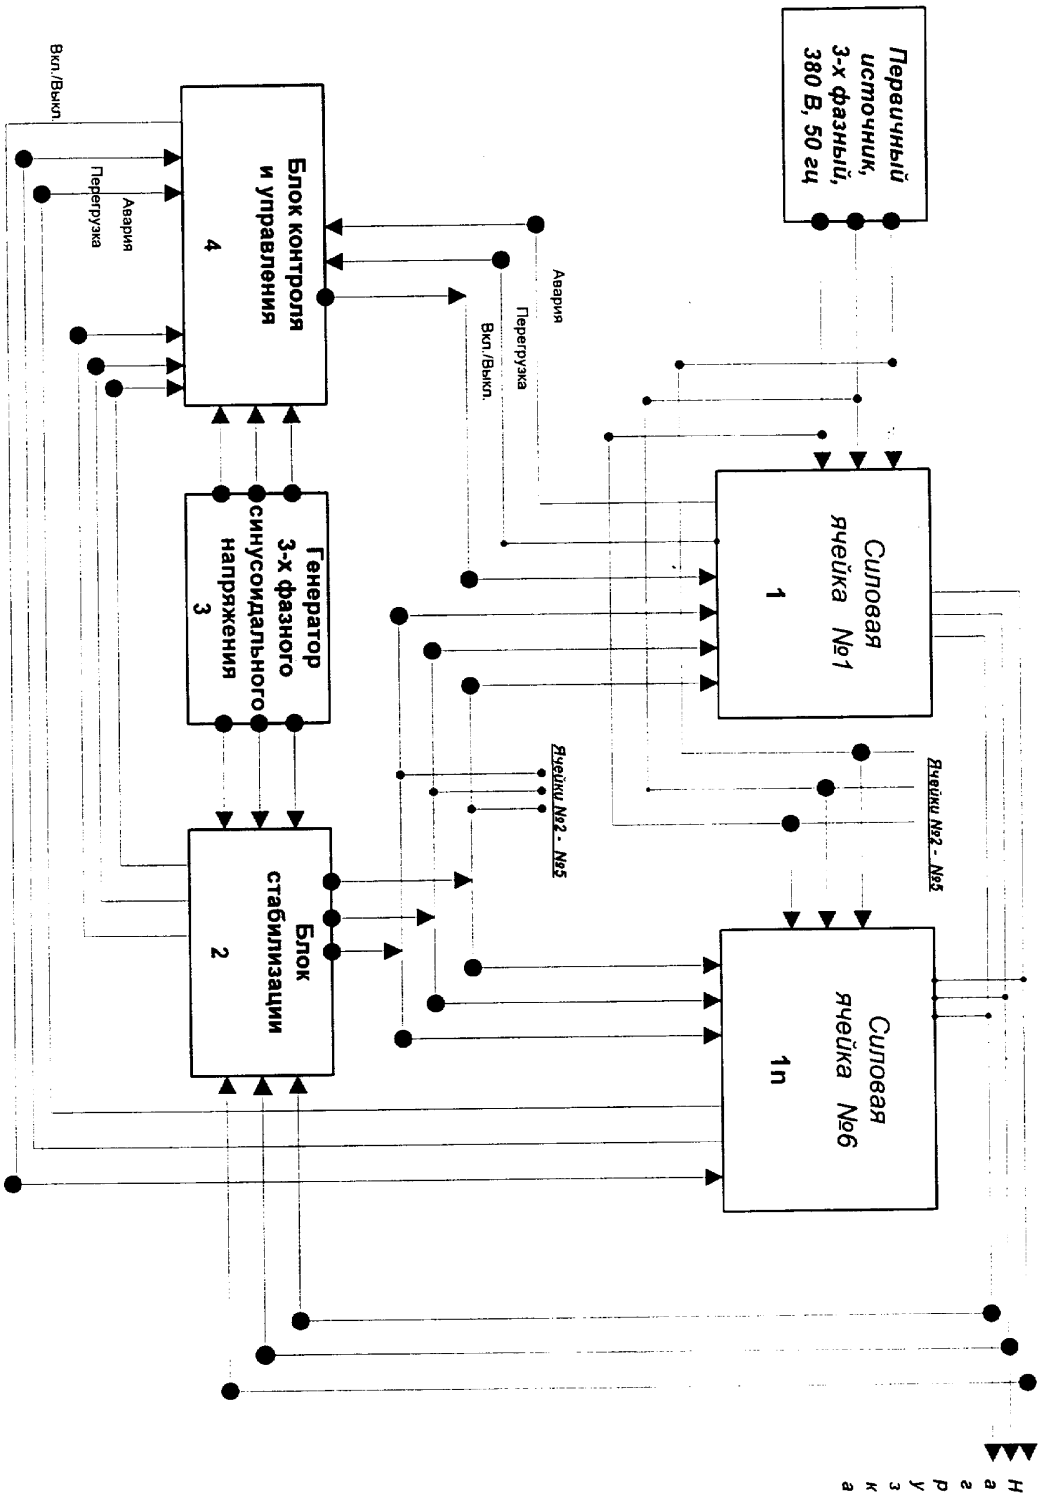 Первичный
источник,
3-х фазный,
380 В, 50 гц
Силовая
ячейка №1
1
Ячейки №2 - №5
Силовая
ячейка №6
1n
Нагрузка
Авария
Перегрузка
Вкл./Выкл.
Ячейки №2 - №5
Блок контроля
и управления
4
Генератор
3-х фазного
синусоидального
напряжения
3
Блок
стабилизации
2
Авария
Перегрузка
Вкл./Выкл.